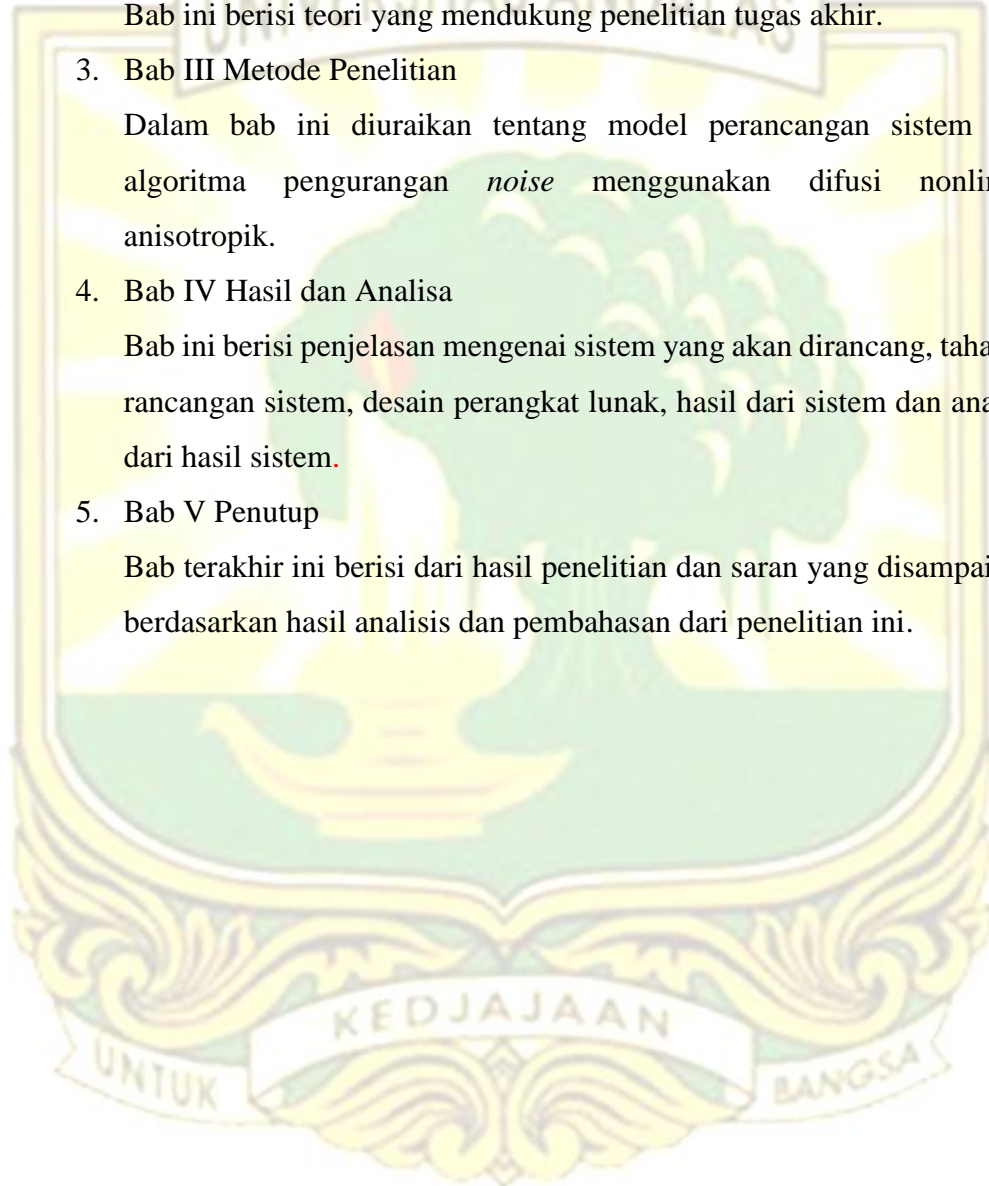 Bab ini berisi teori yang mendukung penelitian tugas akhir.
3. Bab III Metode Penelitian
Dalam bab ini diuraikan tentang model perancangan sistem
algoritma pengurangan noise menggunakan difusi nonli
anisotropik.
4. Bab IV Hasil dan Analisa
Bab ini berisi penjelasan mengenai sistem yang akan dirancang, taha
rancangan sistem, desain perangkat lunak, hasil dari sistem dan ana
dari hasil sistem.
5. Bab V Penutup
Bab terakhir ini berisi dari hasil penelitian dan saran yang disampai
berdasarkan hasil analisis dan pembahasan dari penelitian ini.
KEDJAJAAN
UNTUK BANGSA